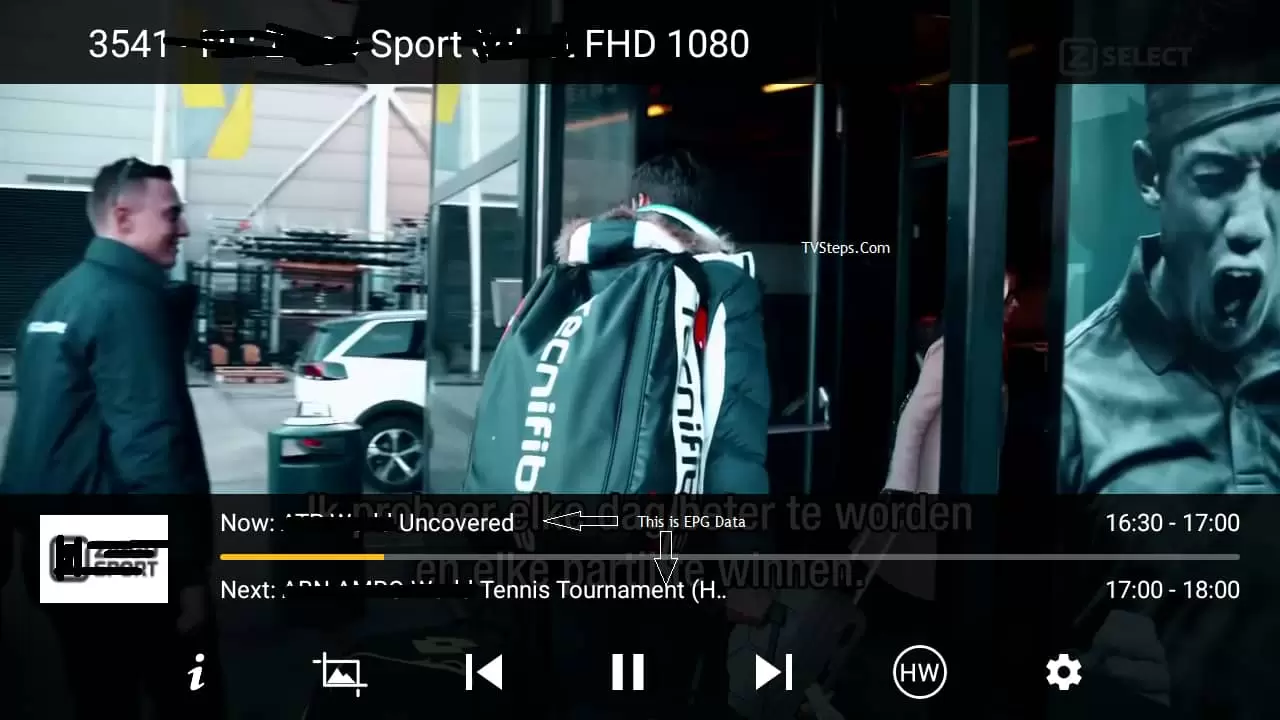 3541 Sport FHD 1080
Z SELECT
TVSteps.Com
Tecnifib
Tecnifibre
Now: Uncovered This is EPG Data 16:30 - 17:00
Ik probeer elke dag beter te worden
en elke partij te winnen.
SPORT
Next: Tennis Tournament (H.. 17:00 - 18:00
i HW